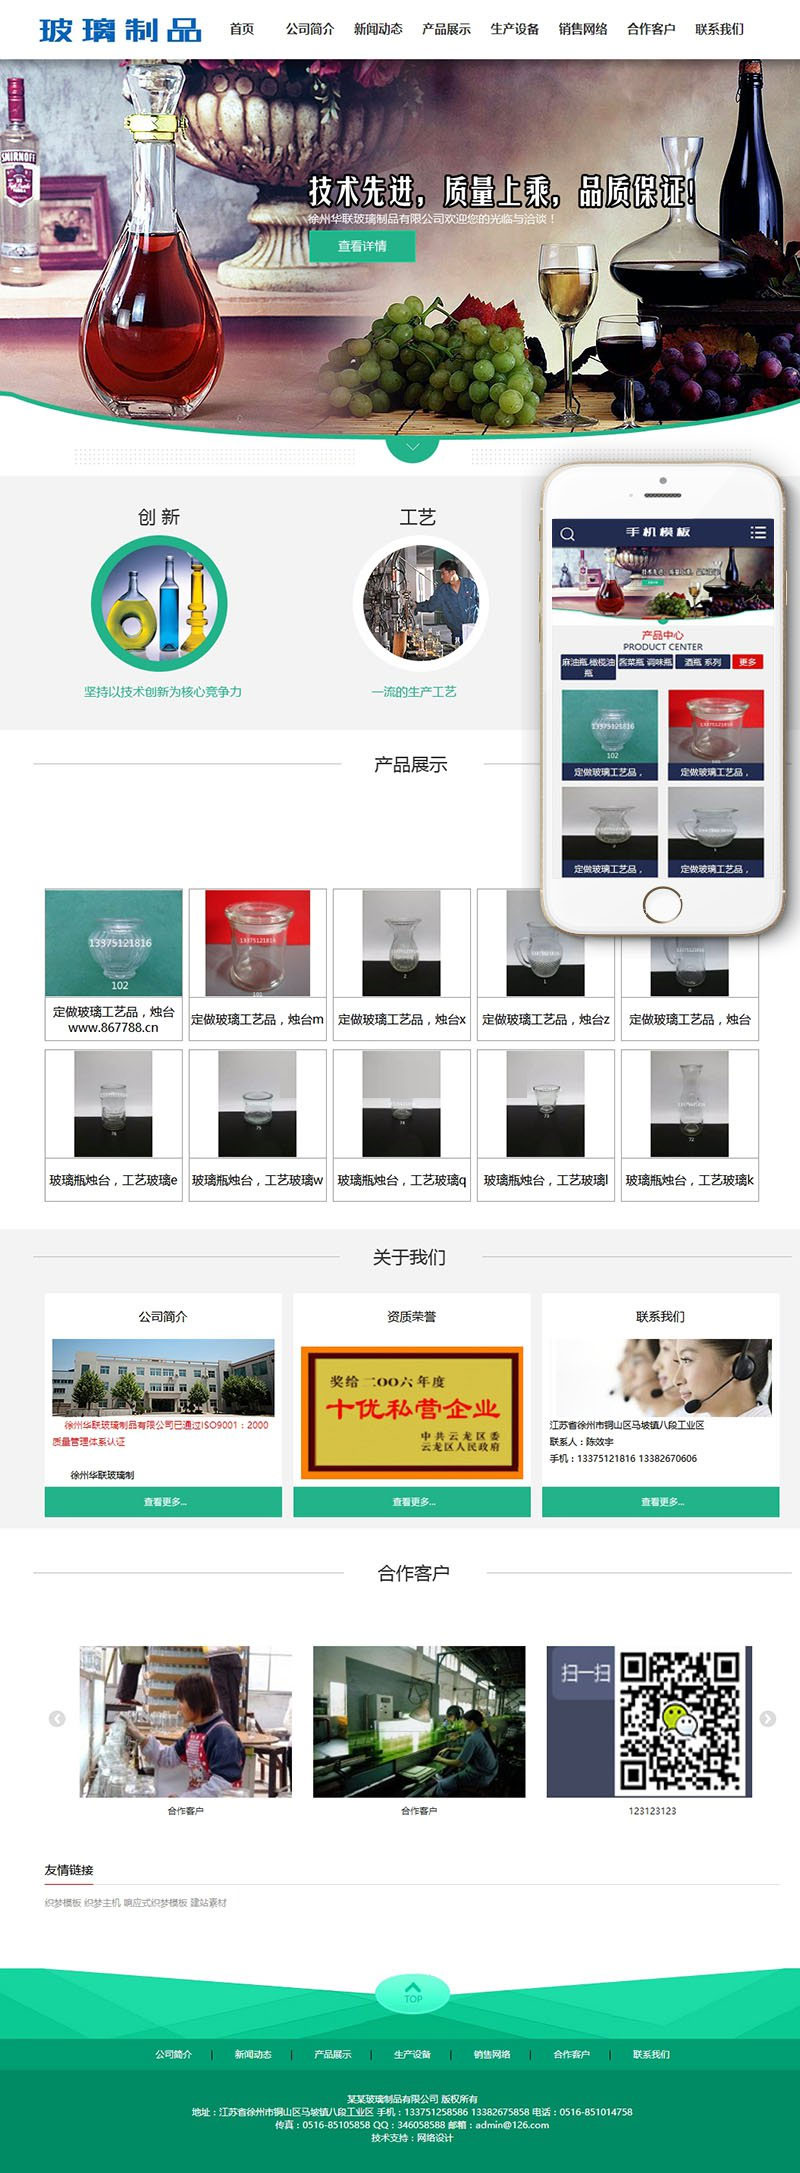 玻璃制品
首页 公司简介 新闻动态 产品展示 生产设备 销售网络 合作客户 联系我们
SMIRNOFF
技术先进，质量上乘，品质保证!
徐州华联玻璃制品有限公司欢迎您的光临与洽谈！
查看详情
创 新
工艺
坚持以技术创新为核心竞争力
一流的生产工艺
手机模板
产品中心
PRODUCT CENTER
麻油瓶.橄榄油瓶
酱菜瓶 调味瓶
酒瓶 系列
更多
13375121816
102
13375121816
101
定做玻璃工艺品，
定做玻璃工艺品，
定做玻璃工艺品，
定做玻璃工艺品，
产品展示
13375121816
102
13375121816
101
2
1
0
定做玻璃工艺品，烛台
www.867788.cn
定做玻璃工艺品，烛台m
定做玻璃工艺品，烛台x
定做玻璃工艺品，烛台z
定做玻璃工艺品，烛台
76
75
74
73
72
玻璃瓶烛台，工艺玻璃e
玻璃瓶烛台，工艺玻璃w
玻璃瓶烛台，工艺玻璃q
玻璃瓶烛台，工艺玻璃l
玻璃瓶烛台，工艺玻璃k
关于我们
公司简介
徐州华联玻璃制品有限公司已通过ISO9001：2000
质量管理体系认证
徐州华联玻璃制
查看更多...
资质荣誉
奖给二OO六年度
十优私营企业
中共云龙区委
云龙区人民政府
查看更多...
联系我们
江苏省徐州市铜山区马坡镇八段工业区
联系人：陈效宇
手机：13375121816 13382670606
查看更多...
合作客户
扫一扫
合作客户
合作客户
123123123
友情链接
织梦模板 织梦主机 响应式织梦模板 建站素材
TOP
公司简介 | 新闻动态 | 产品展示 | 生产设备 | 销售网络 | 合作客户 | 联系我们
某某玻璃制品有限公司 版权所有
地址：江苏省徐州市铜山区马坡镇八段工业区 手机：133751258586 13382675858 电话：0516-851014758
传真：0516-85105858 QQ：346058588 邮箱：admin@126.com
技术支持：网络设计